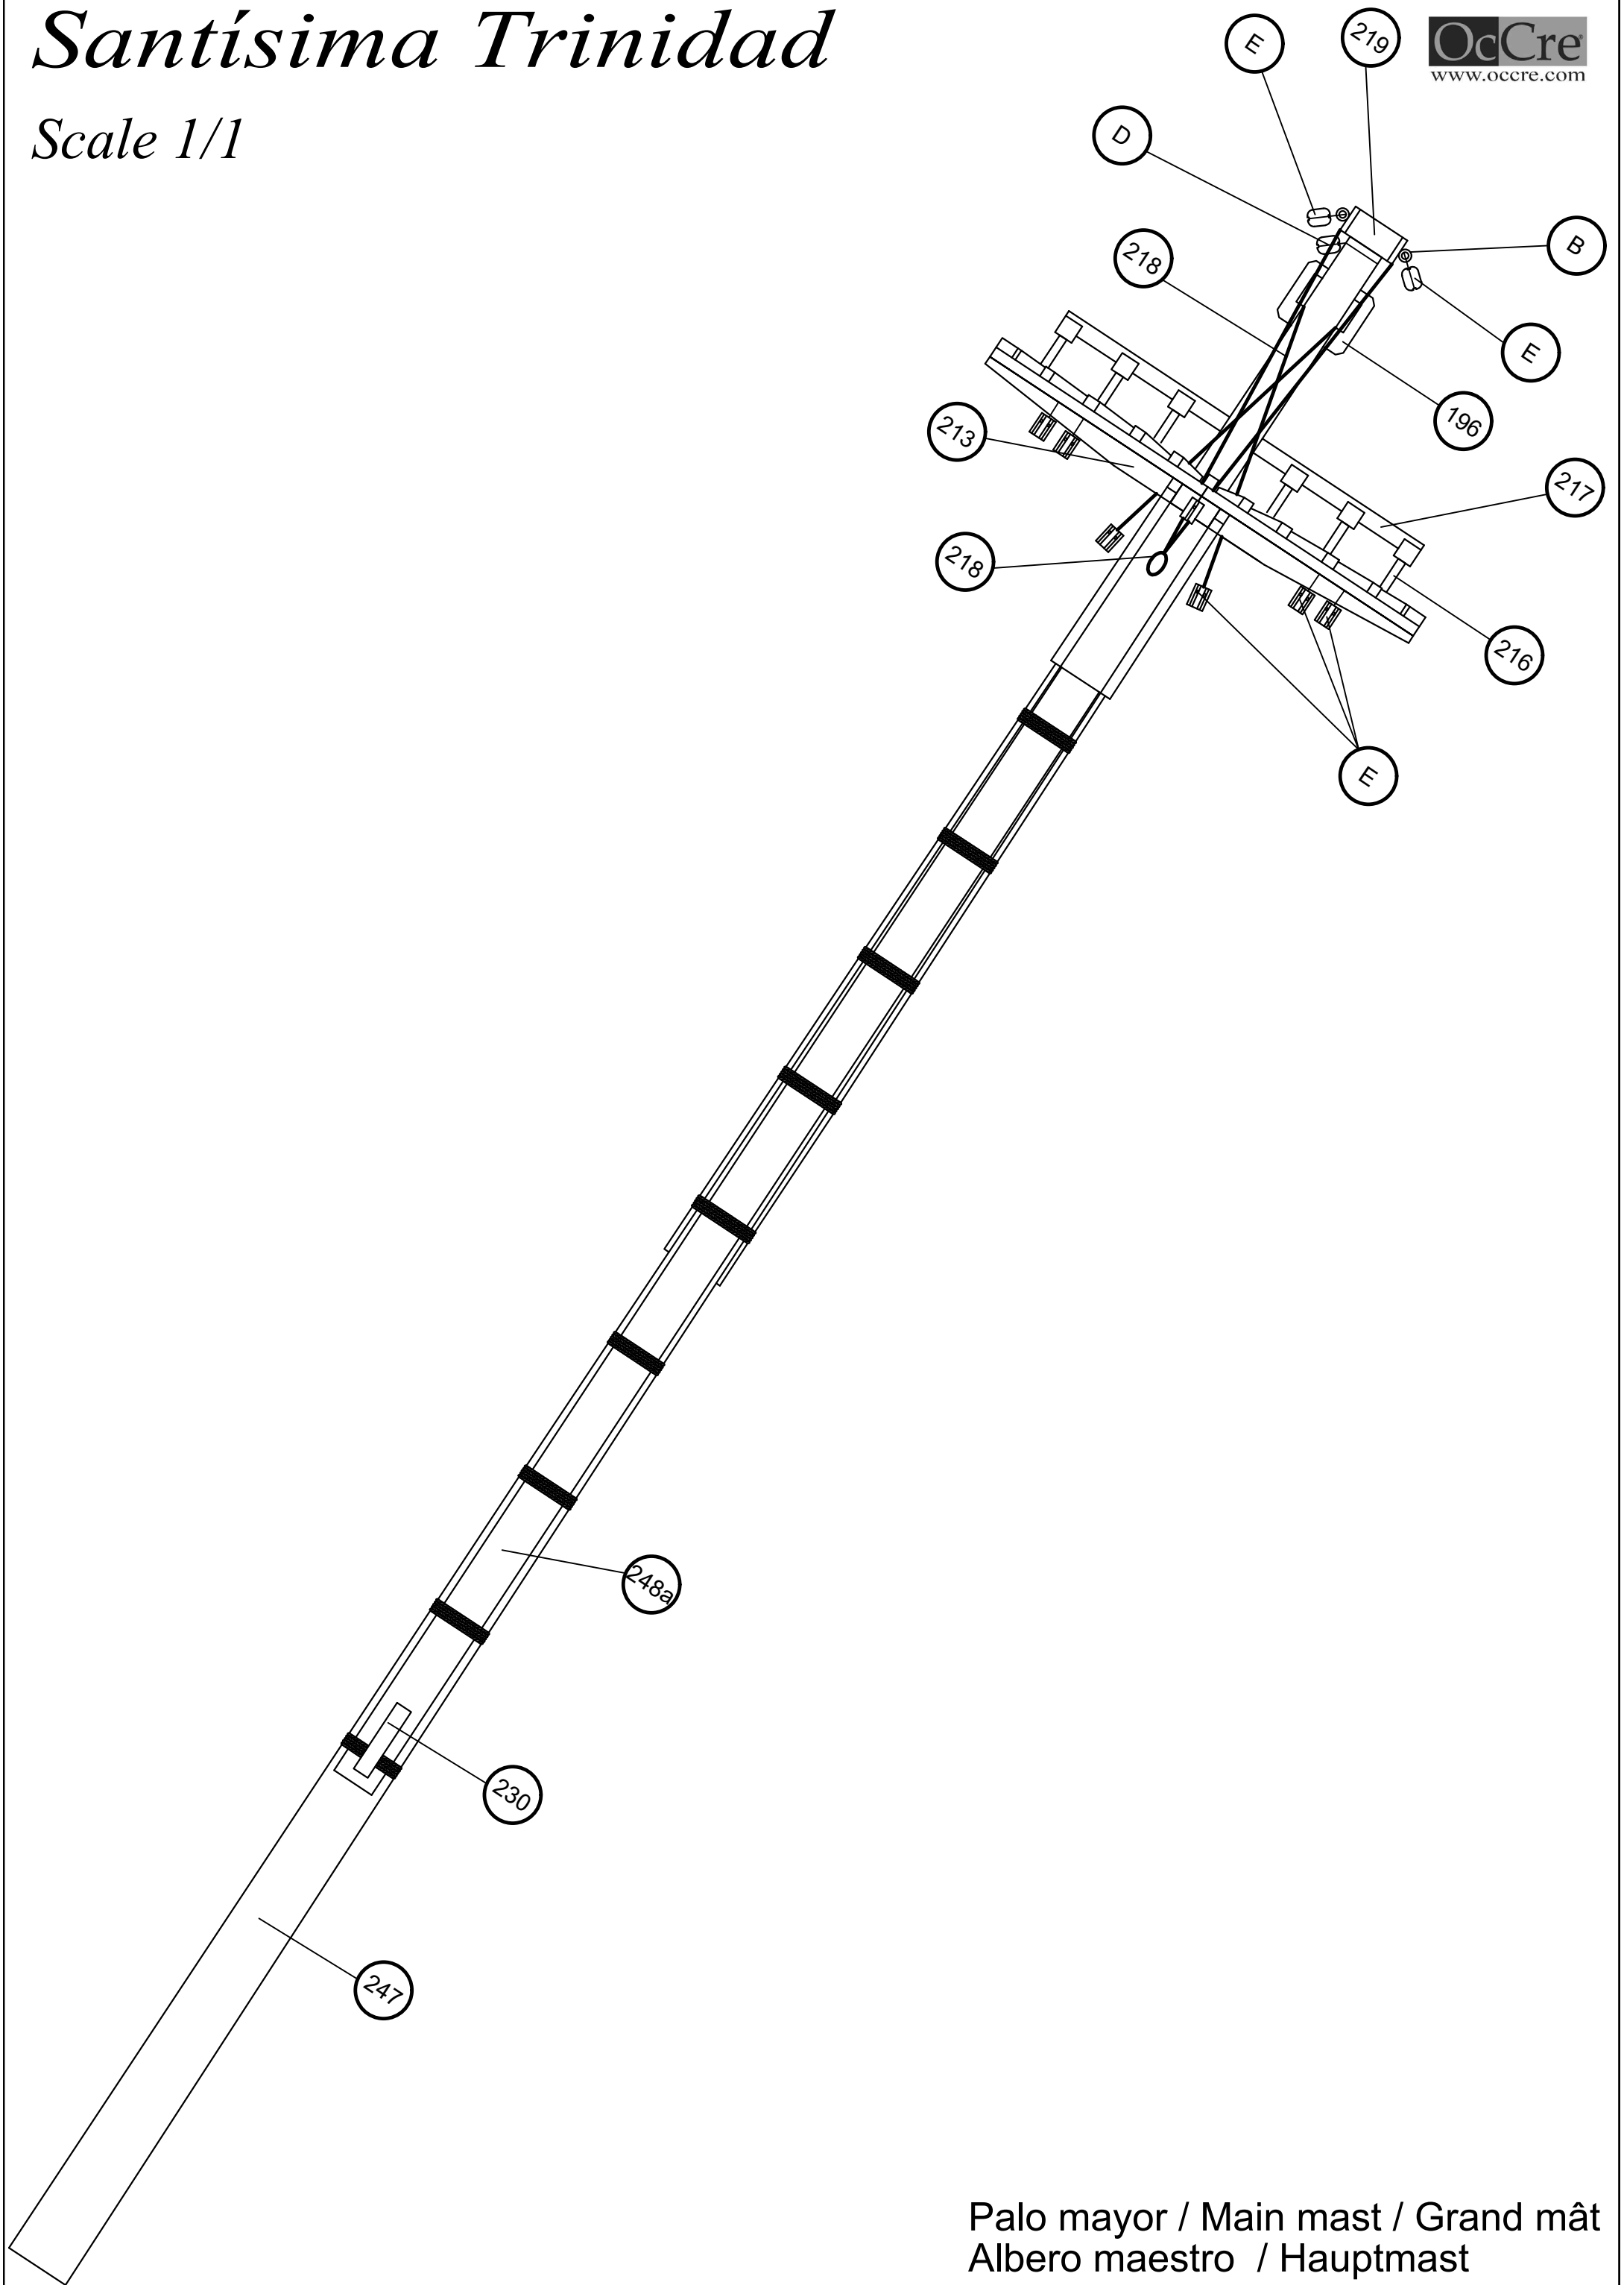 Santísima Trinidad
Scale 1/1
E
219
OcCre
www.occre.com
D
B
218
E
196
213
217
218
216
E
248a
230
247
Palo mayor / Main mast / Grand mât
Albero maestro / Hauptmast